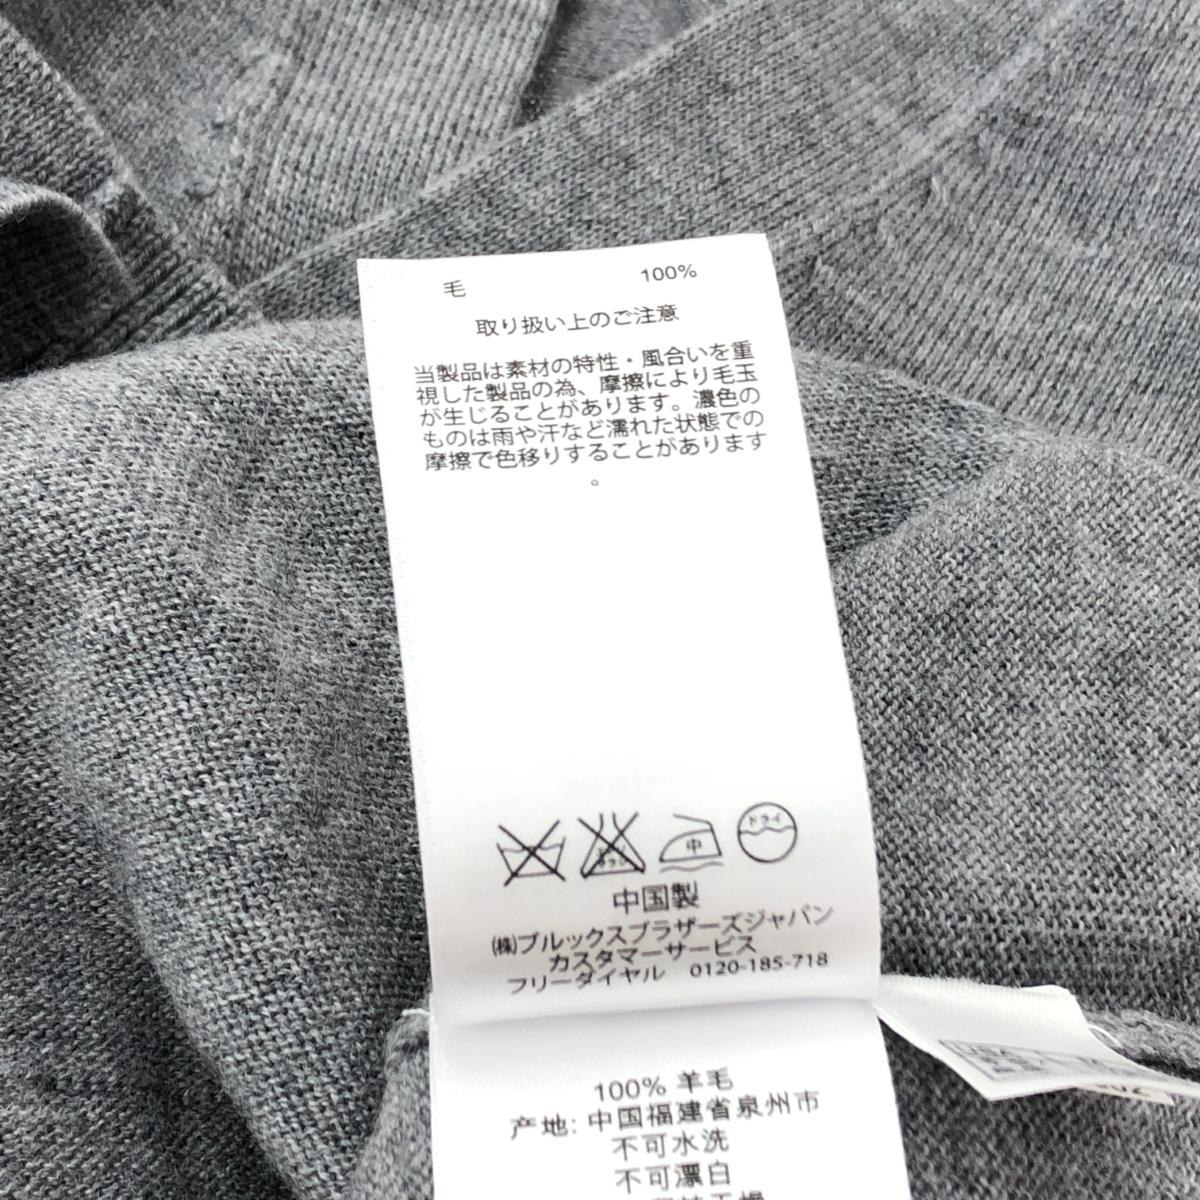 毛 100%
取り扱い上のご注意
当製品は素材の特性・風合いを重
視した製品の為、摩擦により毛玉
が生じることがあります。濃色の
ものは雨や汗など濡れた状態での
摩擦で色移りすることがあります
。
中 ドライ
中国製
㈱ブルックスブラザーズジャパン
カスタマーサービス
フリーダイヤル 0120-185-718
100% 羊毛
产地: 中国福建省泉州市
不可水洗
不可漂白